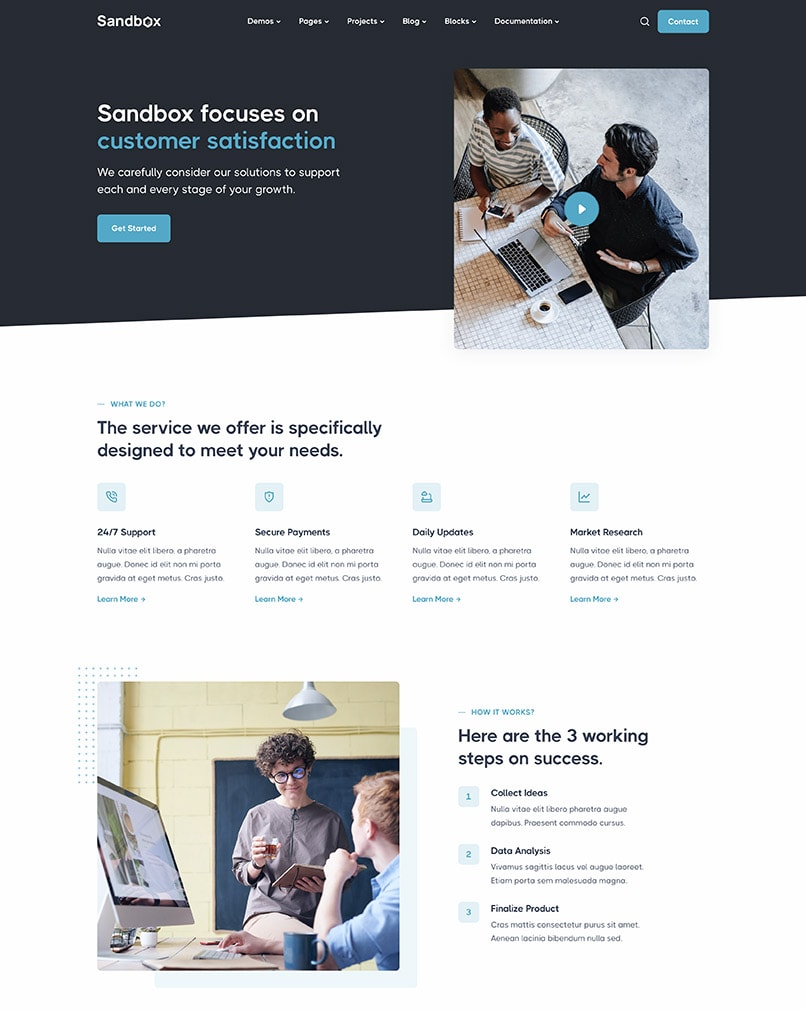 Sandbox
Demos
Pages
Projects
Blog
Blocks
Documentation
Contact
Sandbox focuses on
customer satisfaction
We carefully consider our solutions to support
each and every stage of your growth.
Get Started
WHAT WE DO?
The service we offer is specifically
designed to meet your needs.
24/7 Support
Nulla vitae elit libero, a pharetra
augue. Donec id elit non mi porta
gravida at eget metus. Cras justo.
Learn More →
Secure Payments
Nulla vitae elit libero, a pharetra
augue. Donec id elit non mi porta
gravida at eget metus. Cras justo.
Learn More →
Daily Updates
Nulla vitae elit libero, a pharetra
augue. Donec id elit non mi porta
gravida at eget metus. Cras justo.
Learn More →
Market Research
Nulla vitae elit libero, a pharetra
augue. Donec id elit non mi porta
gravida at eget metus. Cras justo.
Learn More →
HOW IT WORKS?
Here are the 3 working
steps on success.
1
Collect Ideas
Nulla vitae elit libero pharetra augue
dapibus. Praesent commodo cursus.
2
Data Analysis
Vivamus sagittis lacus vel augue laoreet.
Etiam porta sem malesuada magna.
3
Finalize Product
Cras mattis consectetur purus sit amet.
Aenean lacinia bibendum nulla sed.